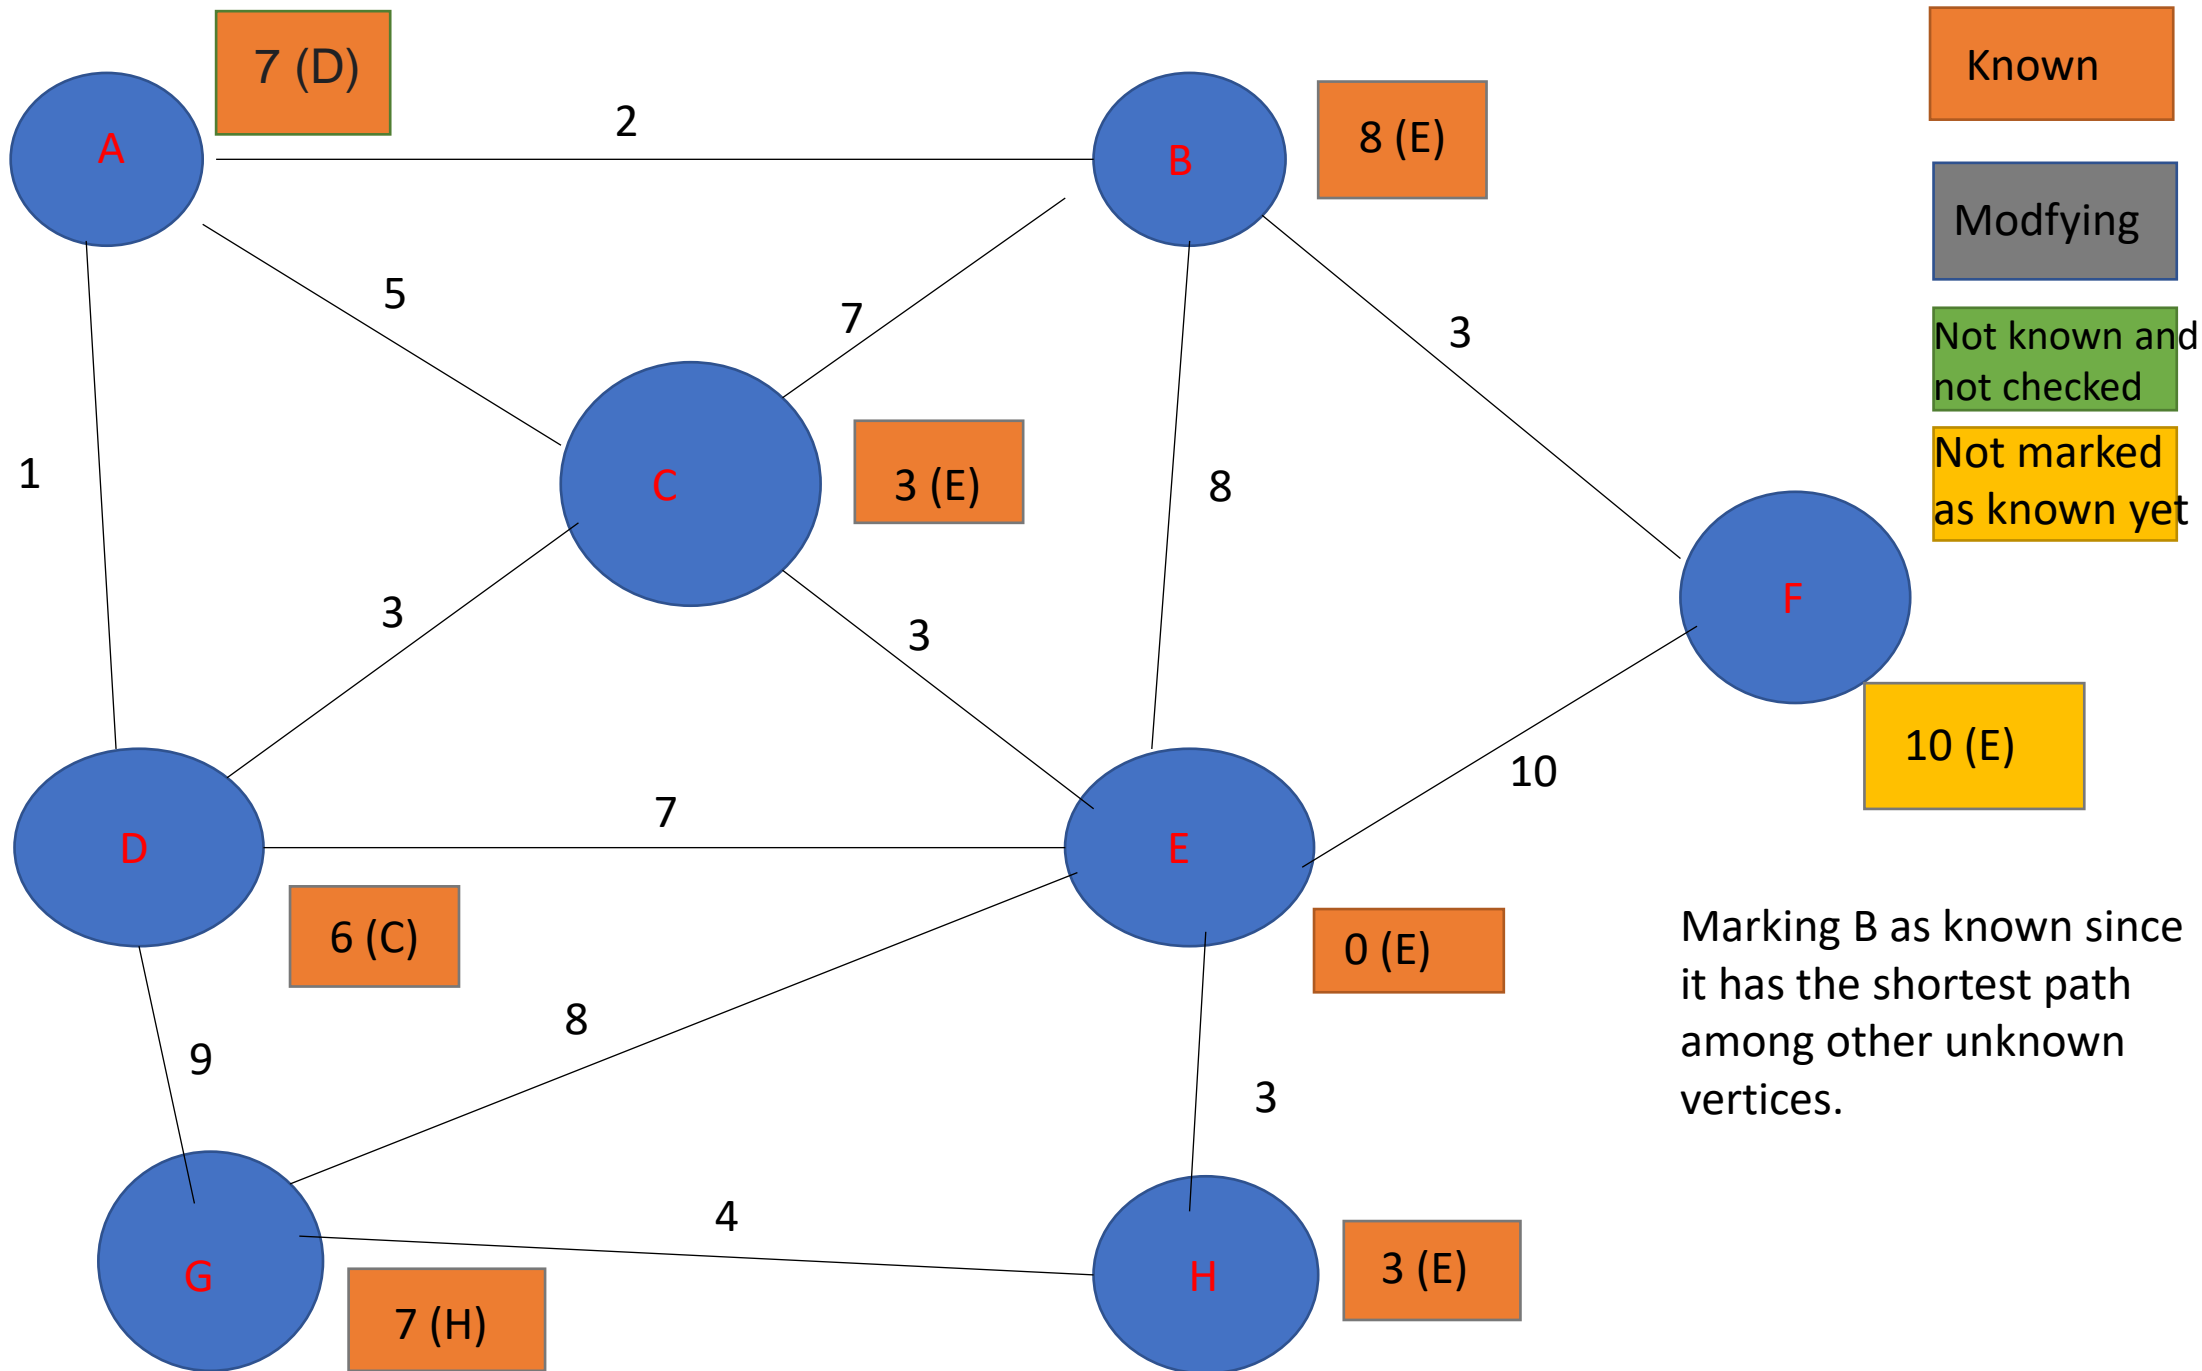 7 (D)
Known
2
A
B
8 (E)
Modfying
5
7
3
Not known and
not checked
Not marked
as known yet
1
C
3 (E)
8
F
3
3
10 (E)
7
10
D
E
6 (C)
0 (E)
Marking B as known since
it has the shortest path
among other unknown
vertices.
8
9
3
4
G
H
3 (E)
7 (H)